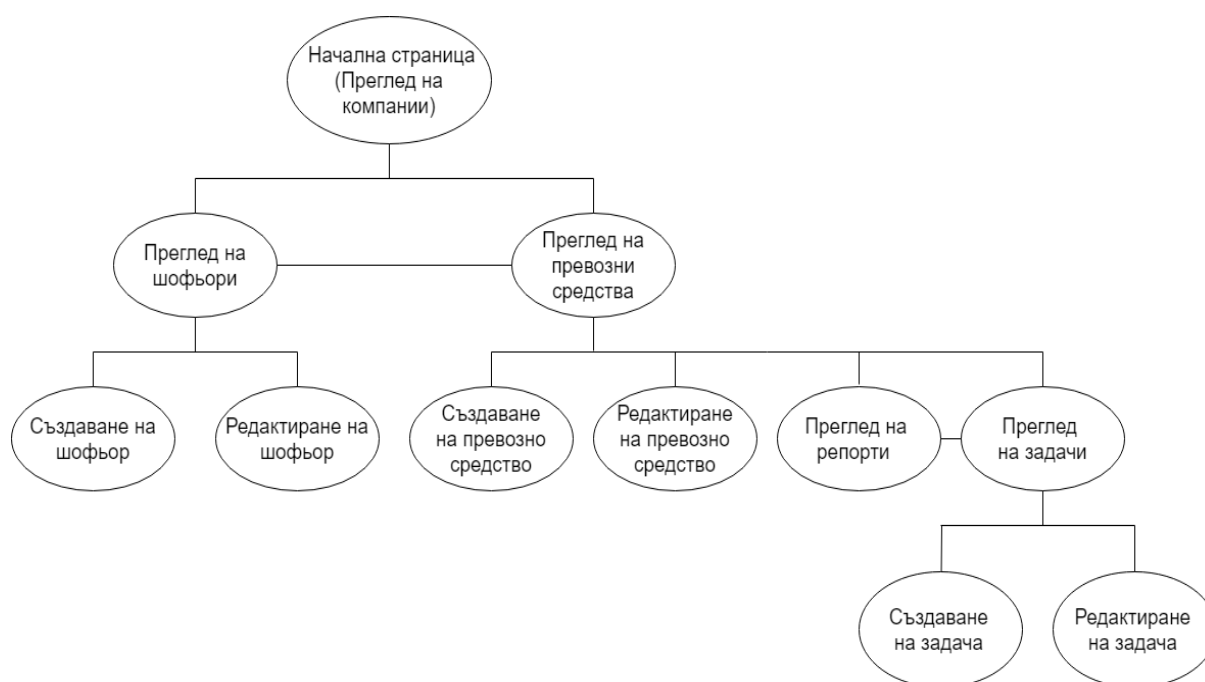 Начална страница
(Преглед на
компании)
Преглед на
шофьори
Преглед на
превозни
средства
Създаване на
шофьор
Редактиране на
шофьор
Създаване
на превозно
средство
Редактиране
на превозно
средство
Преглед на
репорти
Преглед
на задачи
Създаване
на задача
Редактиране
на задача